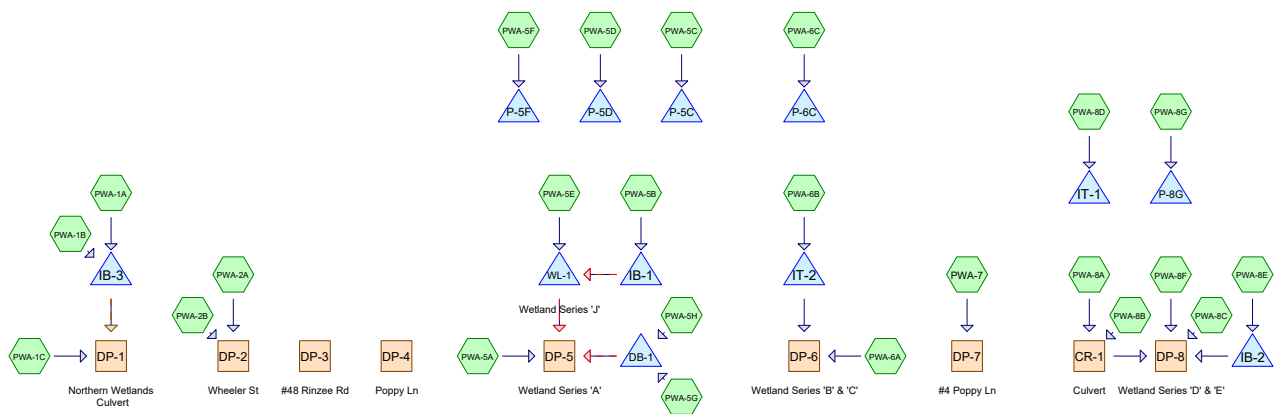 PWA-5F
PWA-5D
PWA-5C
PWA-6C
P-5F
P-5D
P-5C
P-6C
PWA-8D
PWA-8G
IT-1
P-8G
PWA-1A
PWA-5E
PWA-5B
PWA-6B
PWA-1B
IB-3
PWA-2A
WL-1
IB-1
IT-2
PWA-7
PWA-8A
PWA-8F
PWA-8E
Wetland Series 'J'
PWA-2B
PWA-5H
PWA-8B
PWA-8C
PWA-1C
DP-1
DP-2
DP-3
DP-4
PWA-5A
DP-5
DB-1
DP-6
PWA-6A
DP-7
CR-1
DP-8
IB-2
Northern Wetlands
Culvert
Wheeler St
#48 Rinzee Rd
Poppy Ln
Wetland Series 'A'
PWA-5G
Wetland Series 'B' & 'C'
#4 Poppy Ln
Culvert
Wetland Series 'D' & 'E'